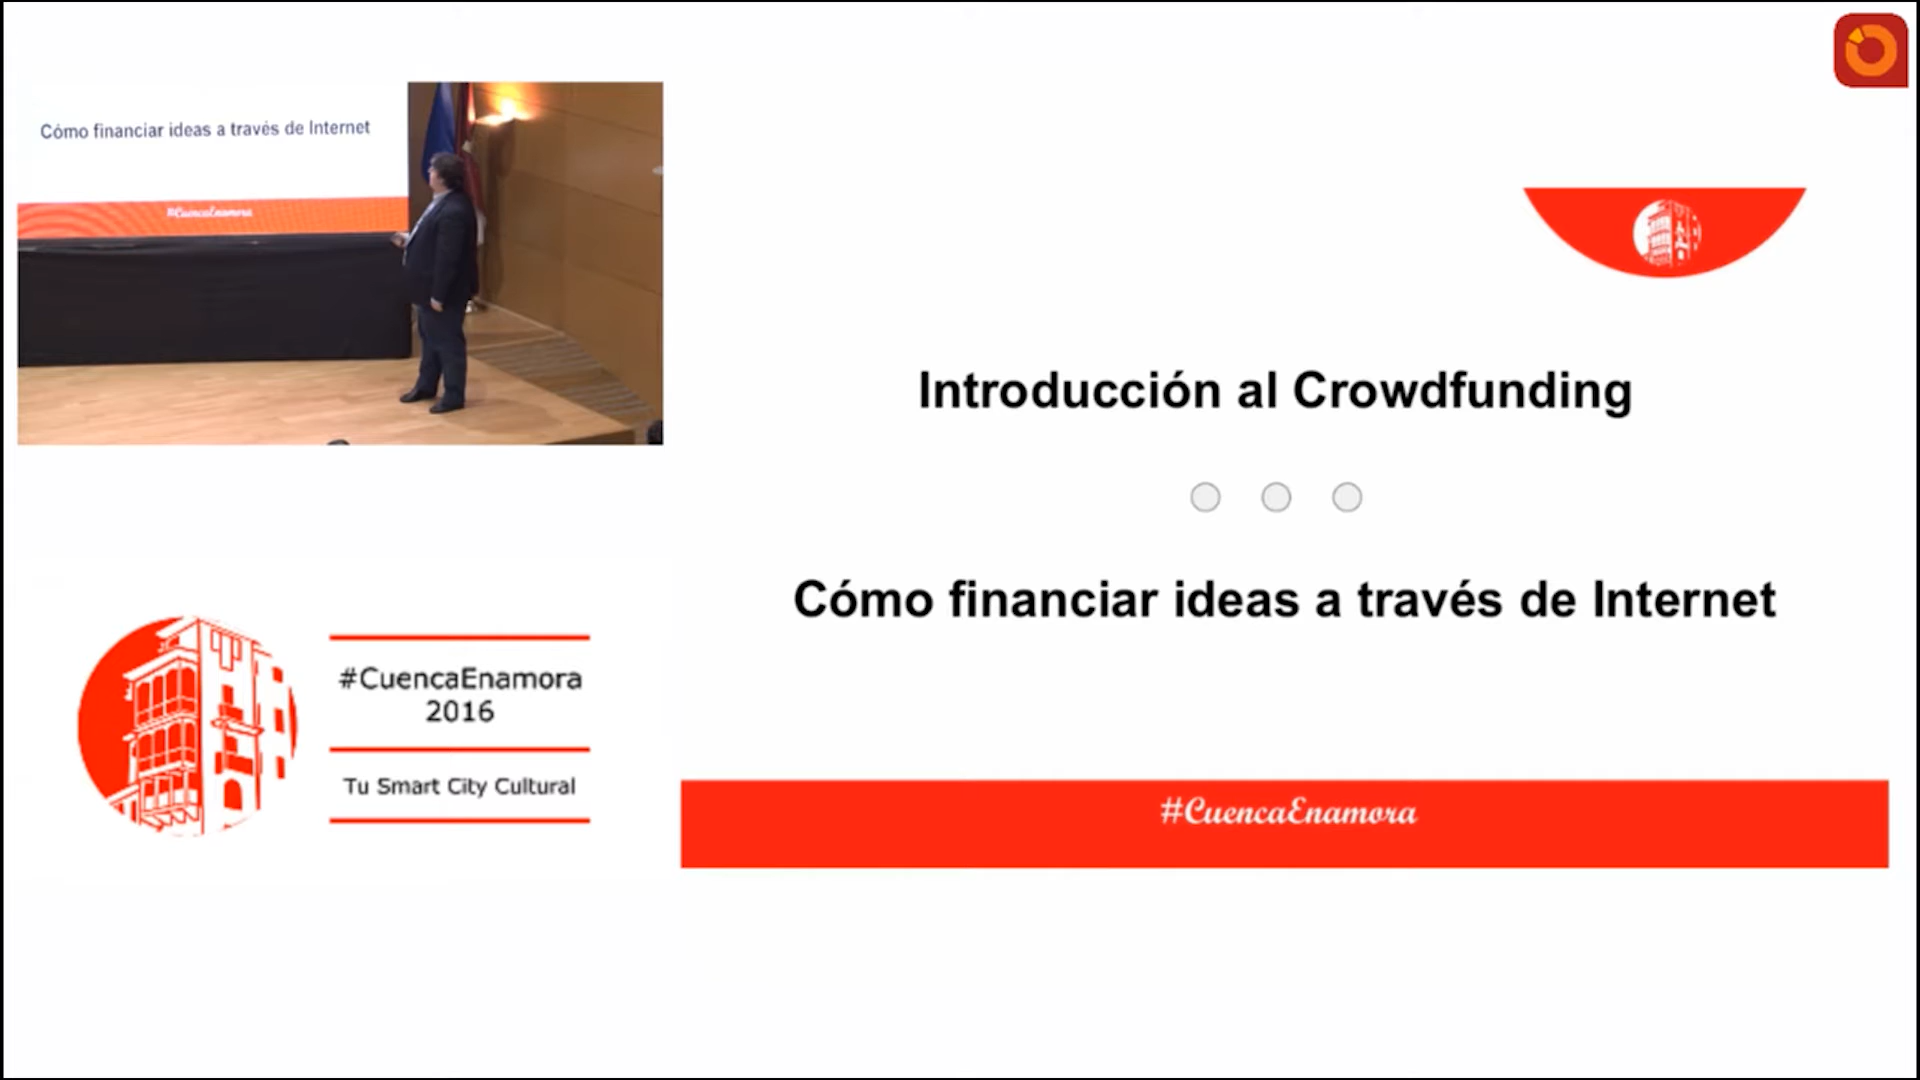 Cómo financiar ideas a través de Internet
#CuencaEnamora
Introducción al Crowdfunding
Cómo financiar ideas a través de Internet
#CuencaEnamora
2016
Tu Smart City Cultural
#CuencaEnamora